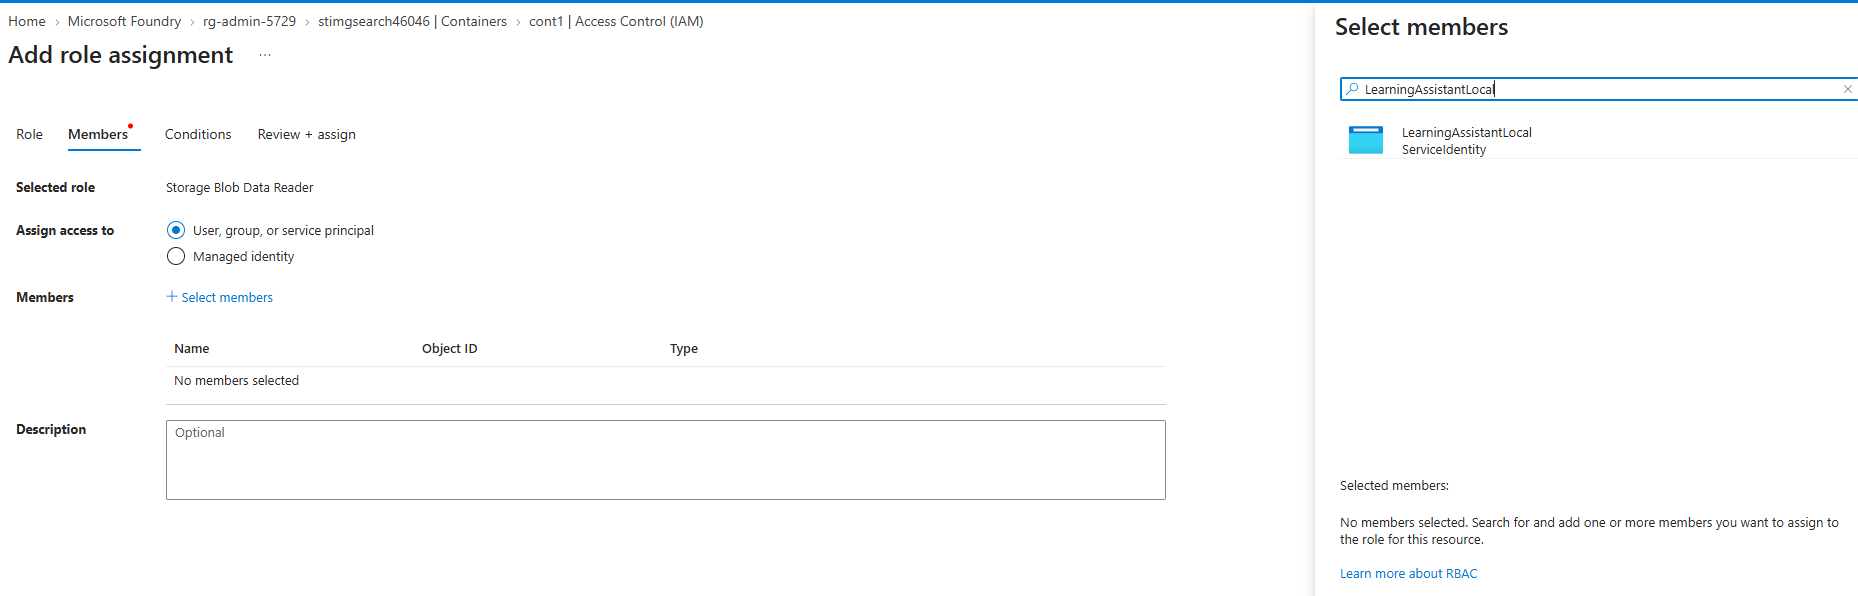 Home > Microsoft Foundry > rg-admin-5729 > stimgsearch46046 | Containers > cont1 | Access Control (IAM)
Add role assignment ...
Role Members Conditions Review + assign
Selected role Storage Blob Data Reader
Assign access to User, group, or service principal
Managed identity
Members + Select members
Name Object ID Type
No members selected
Description Optional
Select members
LearningAssistantLocal
LearningAssistantLocal
ServiceIdentity
Selected members:
No members selected. Search for and add one or more members you want to assign to
the role for this resource.
Learn more about RBAC